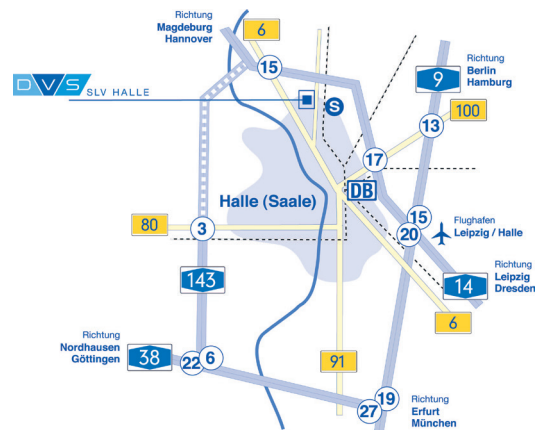 Richtung
Magdeburg
Hannover
6
15
Richtung
Berlin
Hamburg
9
DVS
SLV HALLE
S
100
13
17
DB
Halle (Saale)
15
20
Flughafen
Leipzig / Halle
80
3
143
Richtung
Leipzig
Dresden
14
6
Richtung
Nordhausen
Göttingen
38
22
6
91
19
27
Richtung
Erfurt
München